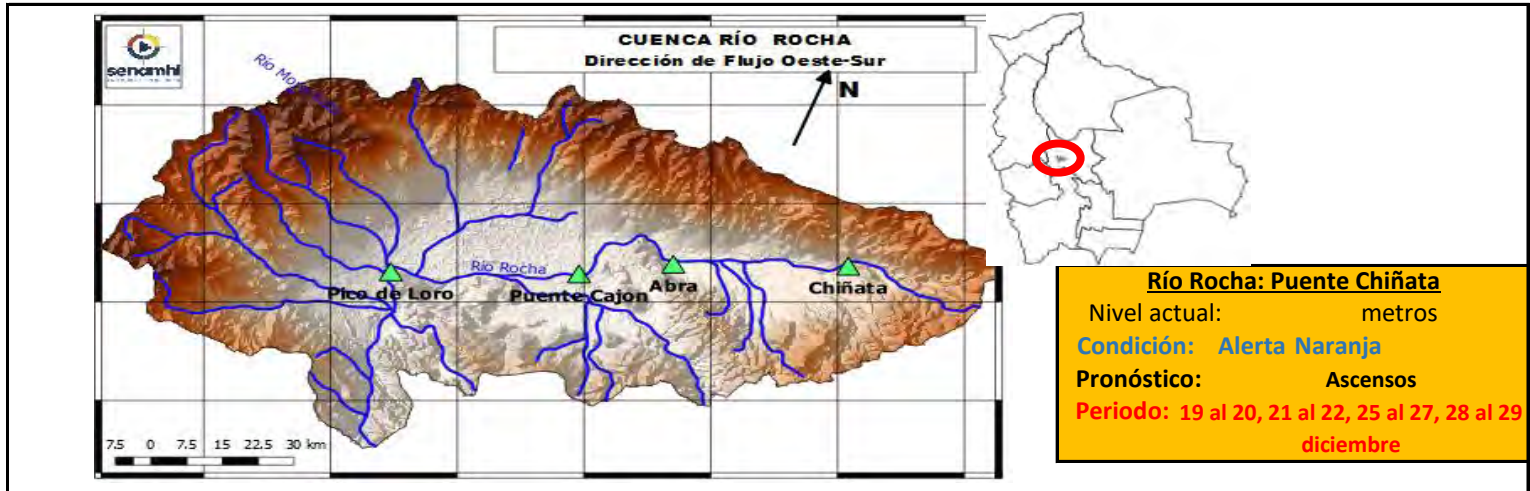 senamhi
CUENCA RÍO ROCHA
Dirección de Flujo Oeste-Sur
N
Río Rocha
Pico de Loro
Puente Cajon
Abra
Chiñata
7.5 0 7.5 15 22.5 30 km
Río Rocha: Puente Chiñata
Nivel actual: metros
Condición: Alerta Naranja
Pronóstico: Ascensos
Periodo: 19 al 20, 21 al 22, 25 al 27, 28 al 29
diciembre